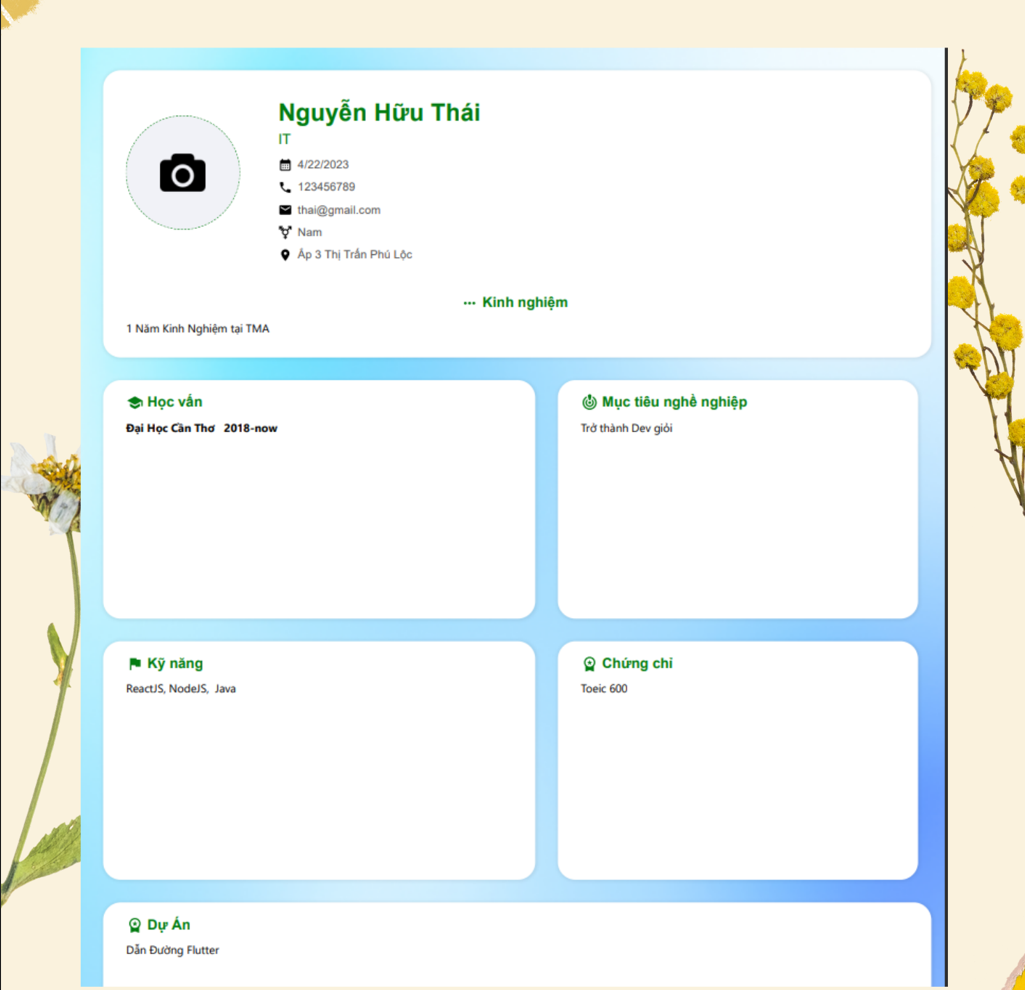 Nguyễn Hữu Thái
IT
4/22/2023
123456789
thai@gmail.com
Nam
Ấp 3 Thị Trấn Phú Lộc
Kinh nghiệm
1 Năm Kinh Nghiệm tại TMA
Học vấn
Đại Học Cần Thơ 2018-now
Mục tiêu nghề nghiệp
Trở thành Dev giỏi
Kỹ năng
ReactJS, NodeJS, Java
Chứng chỉ
Toeic 600
Dự Án
Dẫn Đường Flutter